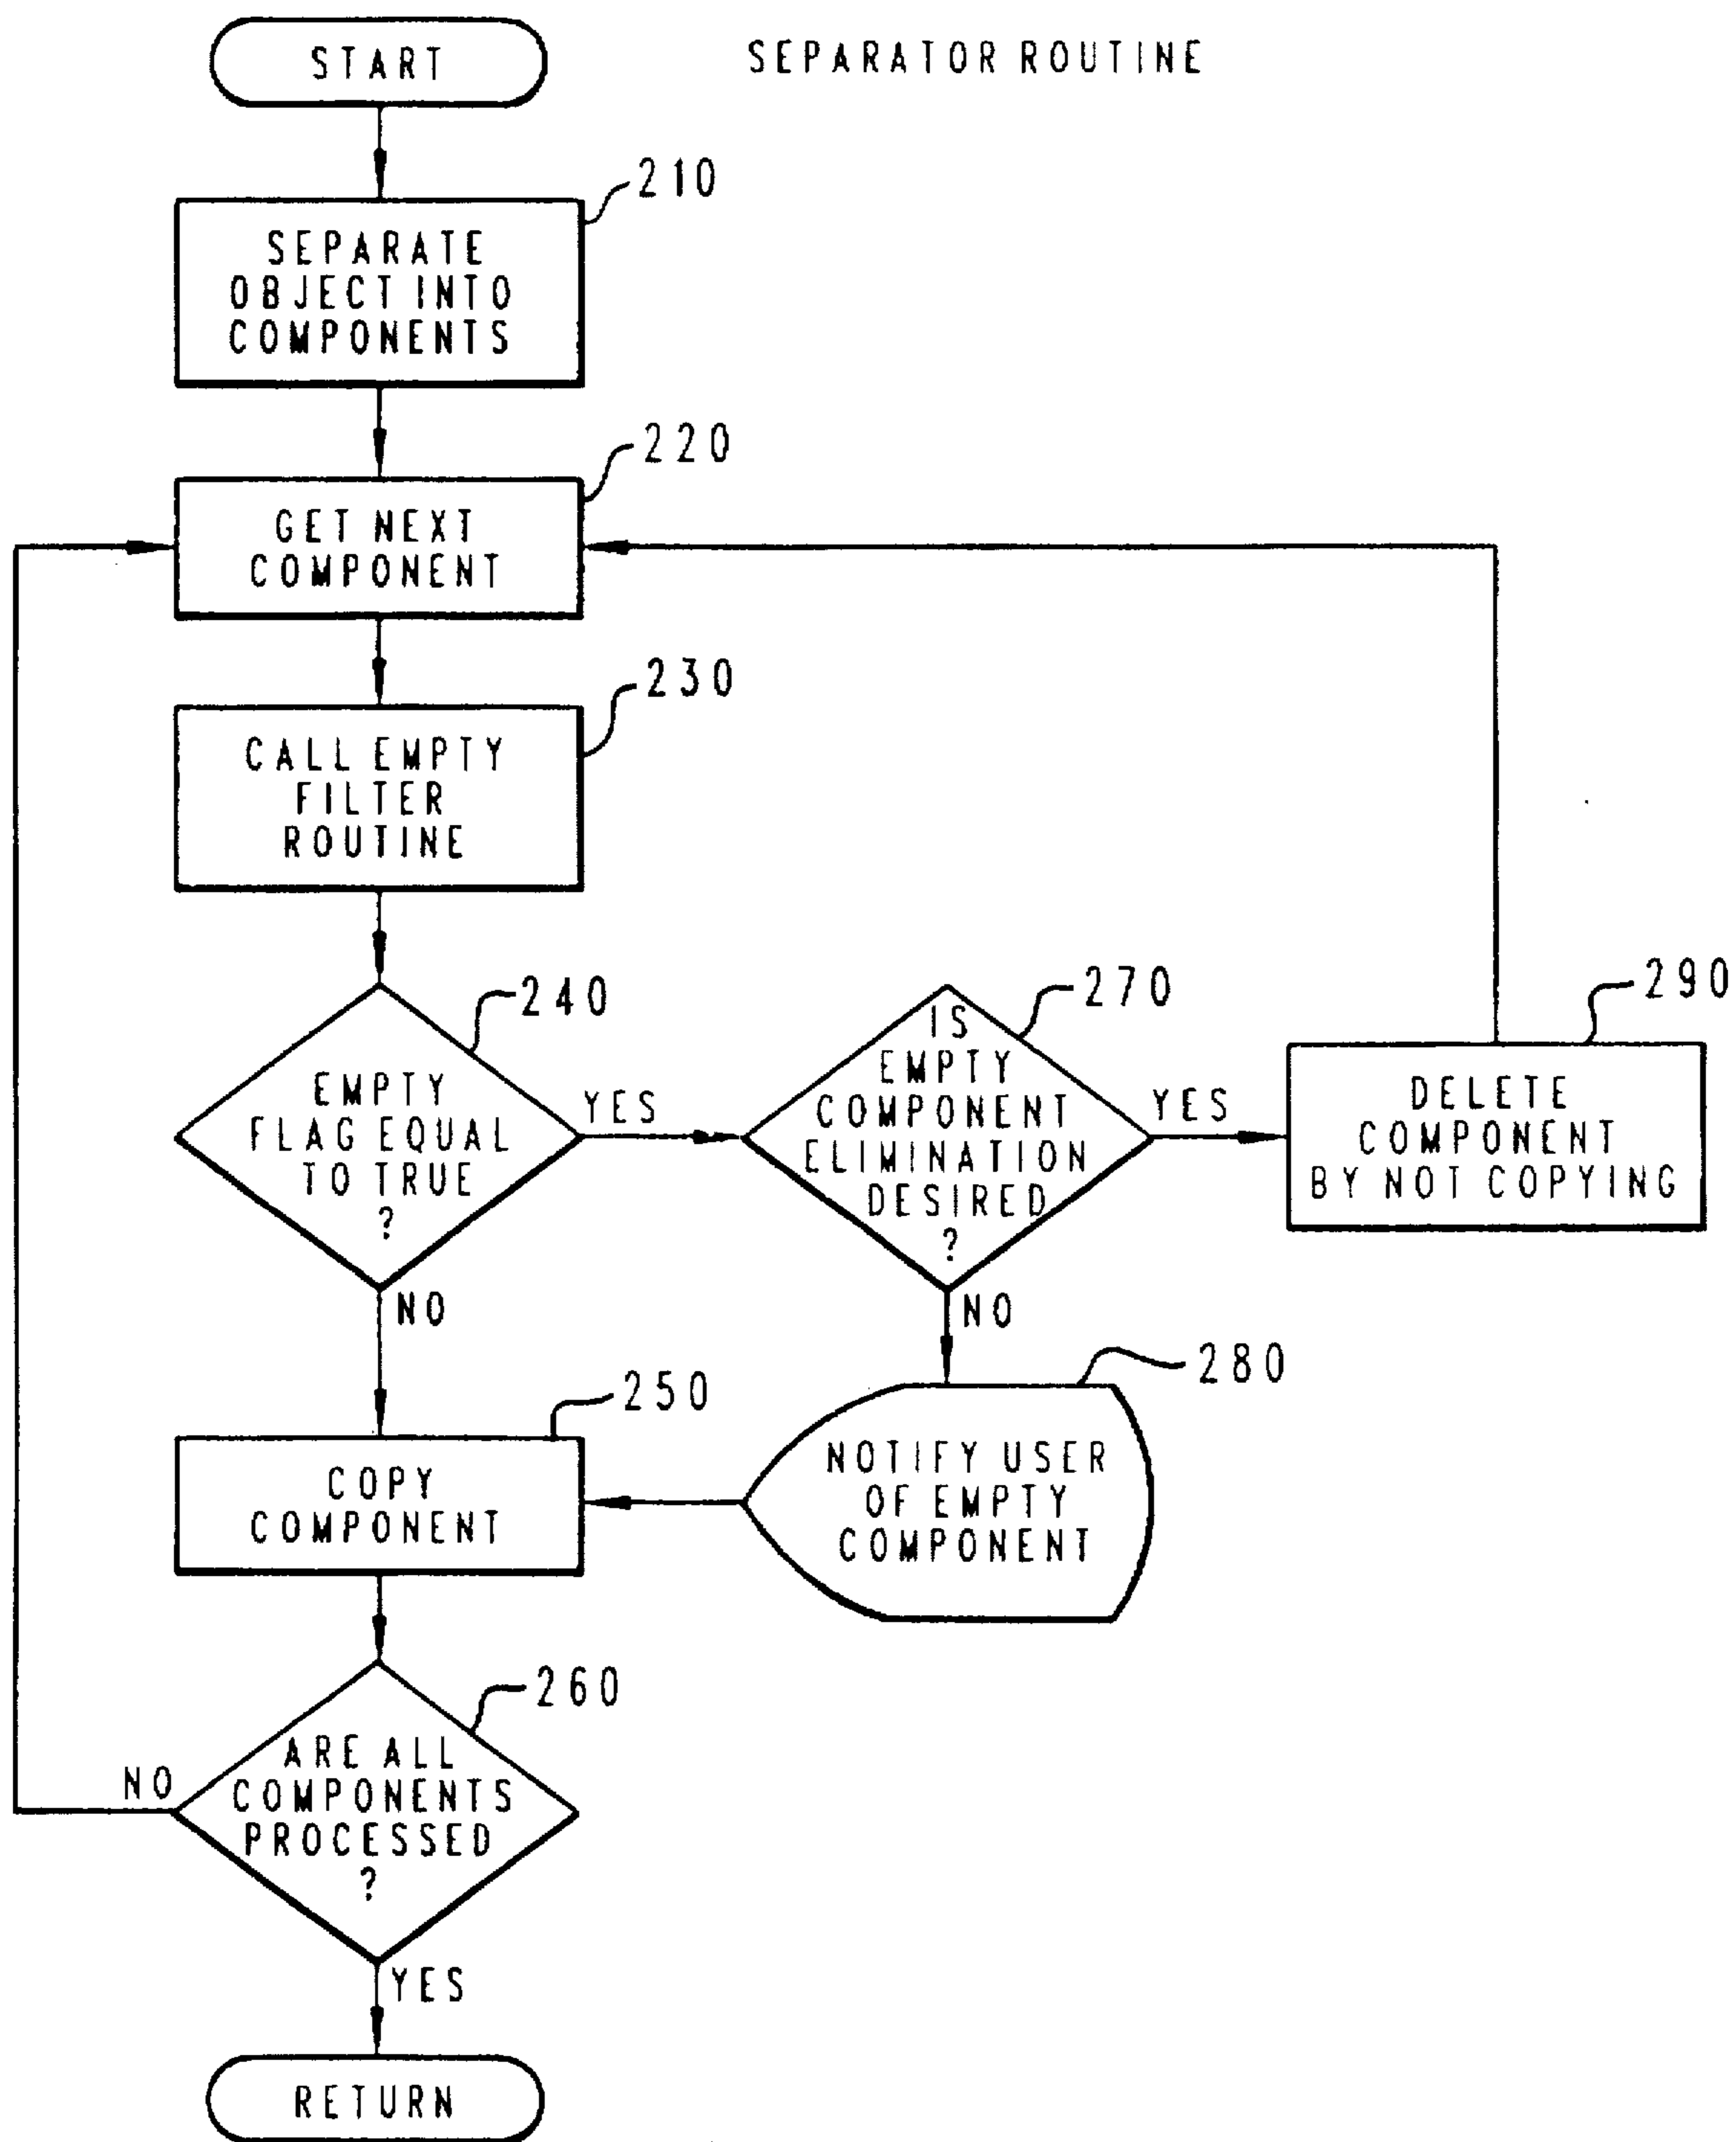 START
SEPARATOR ROUTINE
210
SEPARATE
OBJECT INTO
COMPONENTS
220
GET NEXT
COMPONENT
230
CALL EMPTY
FILTER
ROUTINE
240
EMPTY
FLAG EQUAL
TO TRUE
?
YES
270
IS
EMPTY
COMPONENT
ELIMINATION
DESIRED
?
YES
290
DELETE
COMPONENT
BY NOT COPYING
NO
NO
280
NOTIFY USER
OF EMPTY
COMPONENT
250
COPY
COMPONENT
260
ARE ALL
COMPONENTS
PROCESSED
?
NO
YES
RETURN